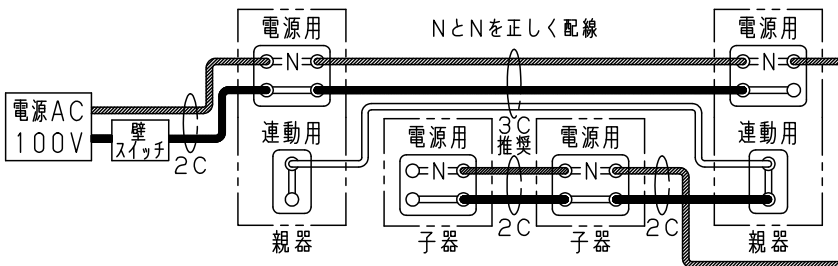 電源用
NとNを正しく配線
電源用
N
N
電源AC
100V
壁
スイッチ
2C
連動用
3C
推奨
電源用
電源用
連動用
N
N
2C
2C
親器
子器
子器
親器